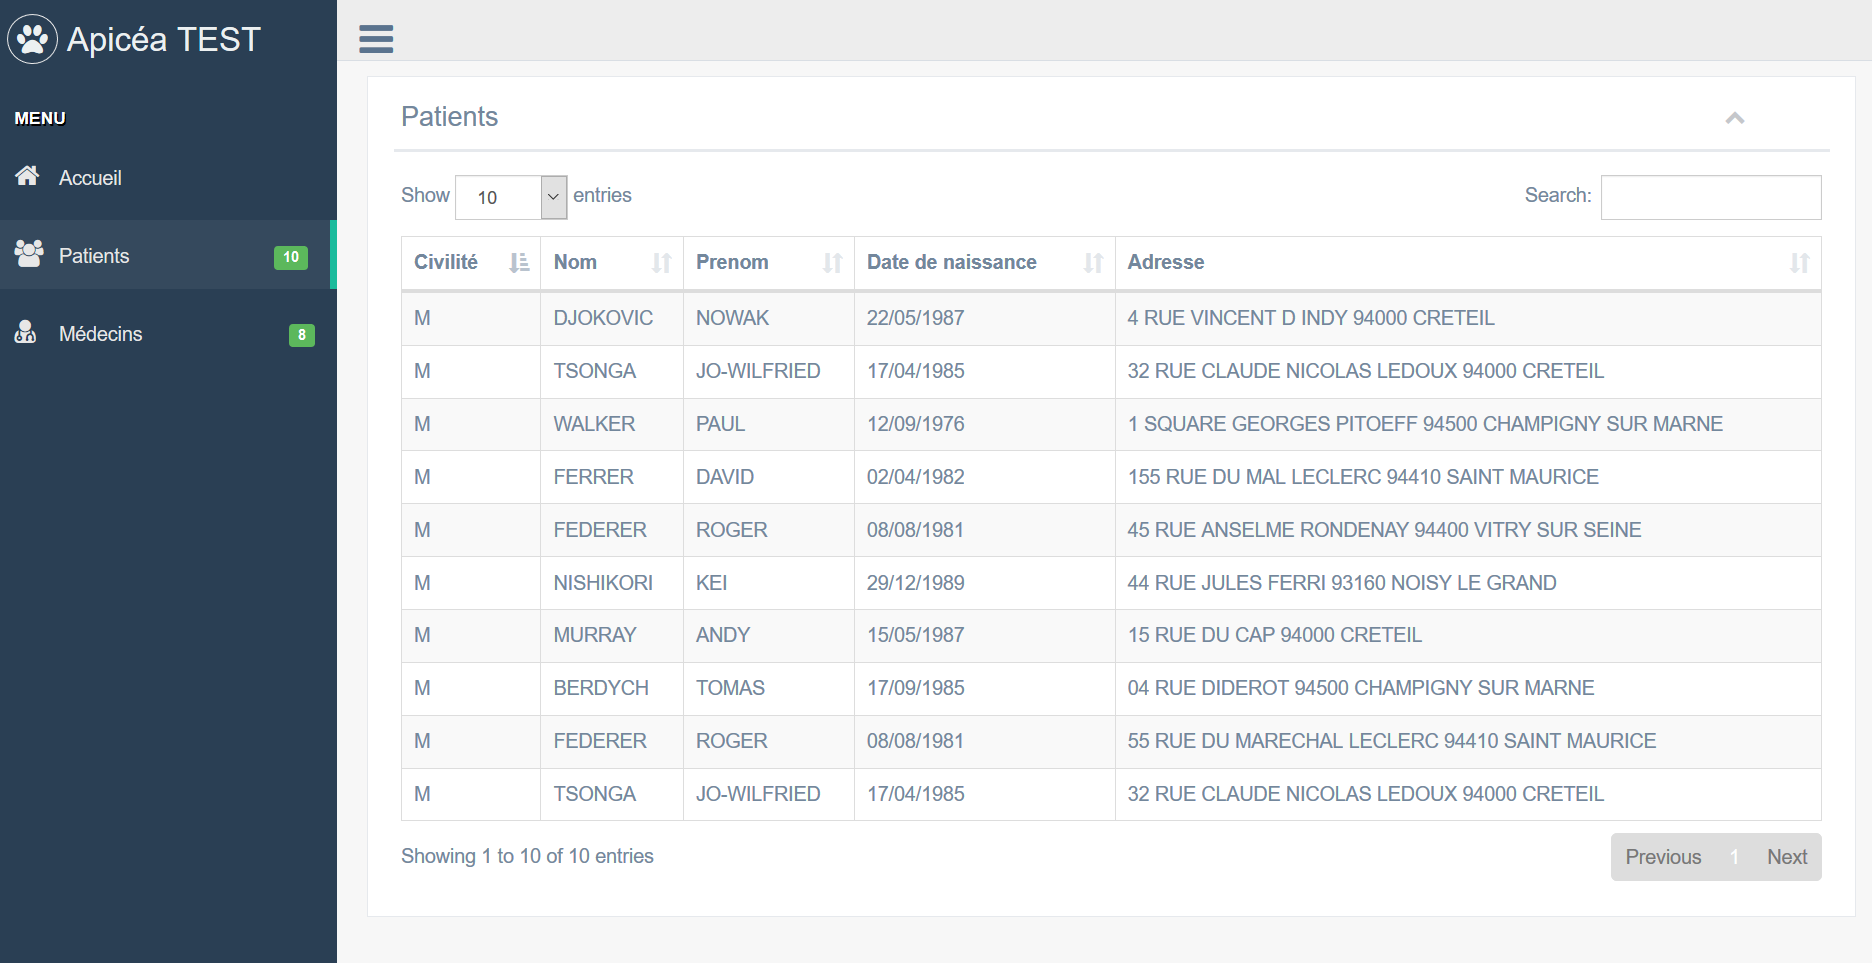 Apicéa TEST
MENU
Accueil
Patients 10
Médecins 8
Patients
Show 10 entries Search:
Civilité Nom Prenom Date de naissance Adresse
M DJOKOVIC NOWAK 22/05/1987 4 RUE VINCENT D INDY 94000 CRETEIL
M TSONGA JO-WILFRIED 17/04/1985 32 RUE CLAUDE NICOLAS LEDOUX 94000 CRETEIL
M WALKER PAUL 12/09/1976 1 SQUARE GEORGES PITOEFF 94500 CHAMPIGNY SUR MARNE
M FERRER DAVID 02/04/1982 155 RUE DU MAL LECLERC 94410 SAINT MAURICE
M FEDERER ROGER 08/08/1981 45 RUE ANSELME RONDENAY 94400 VITRY SUR SEINE
M NISHIKORI KEI 29/12/1989 44 RUE JULES FERRI 93160 NOISY LE GRAND
M MURRAY ANDY 15/05/1987 15 RUE DU CAP 94000 CRETEIL
M BERDYCH TOMAS 17/09/1985 04 RUE DIDEROT 94500 CHAMPIGNY SUR MARNE
M FEDERER ROGER 08/08/1981 55 RUE DU MARECHAL LECLERC 94410 SAINT MAURICE
M TSONGA JO-WILFRIED 17/04/1985 32 RUE CLAUDE NICOLAS LEDOUX 94000 CRETEIL
Showing 1 to 10 of 10 entries Previous 1 Next